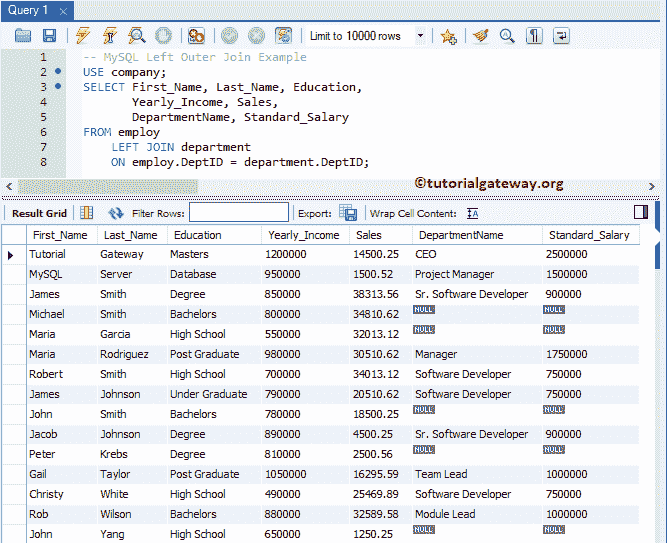 Query 1
Limit to 10000 rows
1 -- MySQL Left Outer Join Example
2 USE company;
3 SELECT First_Name, Last_Name, Education,
4 Yearly_Income, Sales,
5 DepartmentName, Standard_Salary
6 FROM employ
7 LEFT JOIN department
8 ON employ.DeptID = department.DeptID;
©tutorialgateway.org
Result Grid Filter Rows: Export: Wrap Cell Content:
First_Name Last_Name Education Yearly_Income Sales DepartmentName Standard_Salary
Tutorial Gateway Masters 1200000 14500.25 CEO 2500000
MySQL Server Database 950000 1500.52 Project Manager 1500000
James Smith Degree 850000 38313.56 Sr. Software Developer 900000
Michael Smith Bachelors 800000 34810.62 NULL NULL
Maria Garcia High School 550000 32013.12 NULL NULL
Maria Rodriguez Post Graduate 980000 30510.62 Manager 1750000
Robert Smith High School 700000 34013.12 Software Developer 750000
James Johnson Under Graduate 790000 20510.62 Software Developer 750000
John Smith Bachelors 780000 18500.25 NULL NULL
Jacob Johnson Degree 890000 4500.25 Sr. Software Developer 900000
Peter Krebs Degree 810000 2500.56 NULL NULL
Gail Taylor Post Graduate 1050000 16295.59 Team Lead 1000000
Christy White High School 490000 25469.89 Software Developer 750000
Rob Wilson Bachelors 880000 32589.58 Module Lead 1000000
John Yang High School 650000 1250.25 NULL NULL